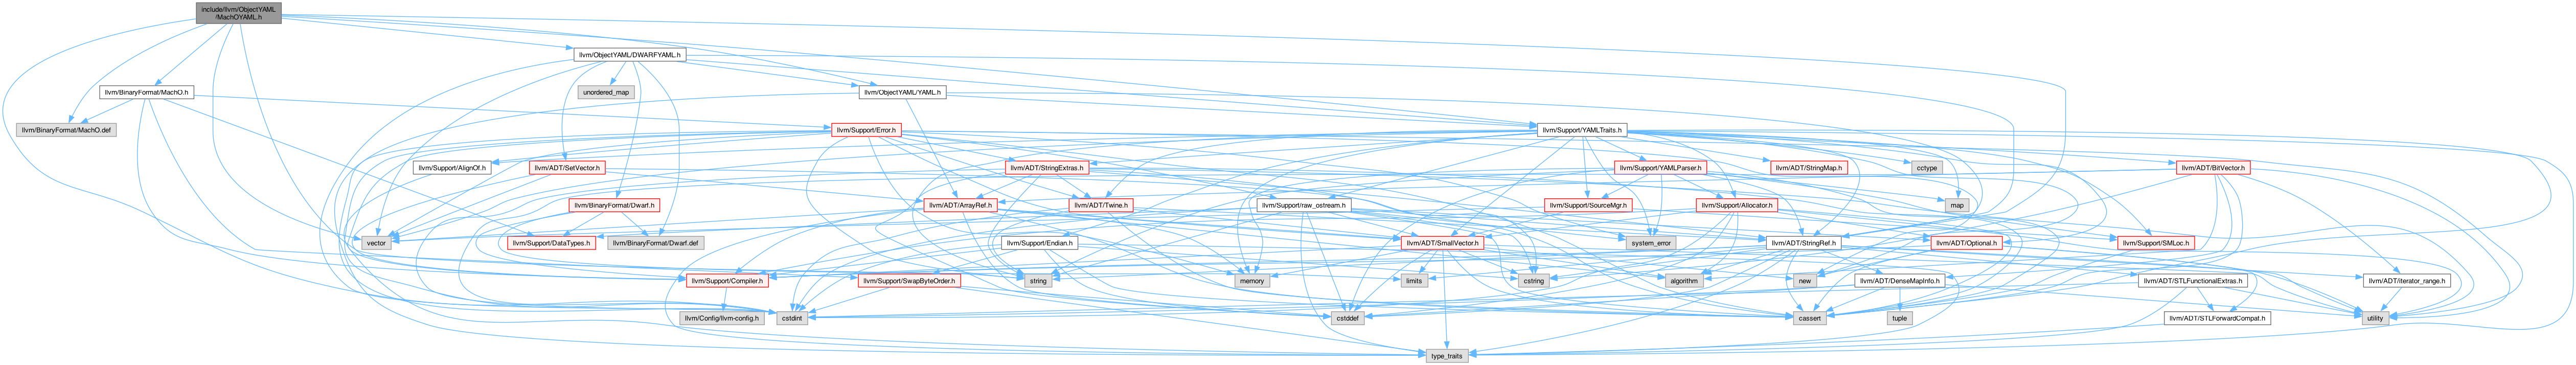 include/llvm/ObjectYAML
/MachOYAML.h
llvm/ObjectYAML/DWARFYAML.h
llvm/BinaryFormat/MachO.h
unordered_map
llvm/ObjectYAML/YAML.h
llvm/BinaryFormat/MachO.def
llvm/Support/Error.h
llvm/Support/YAMLTraits.h
llvm/Support/AlignOf.h
llvm/ADT/SetVector.h
llvm/ADT/StringExtras.h
llvm/Support/YAMLParser.h
llvm/ADT/StringMap.h
cctype
llvm/ADT/BitVector.h
llvm/BinaryFormat/Dwarf.h
llvm/ADT/ArrayRef.h
llvm/ADT/Twine.h
llvm/Support/raw_ostream.h
llvm/Support/SourceMgr.h
llvm/Support/Allocator.h
map
vector
llvm/Support/DataTypes.h
llvm/BinaryFormat/Dwarf.def
llvm/Support/Endian.h
llvm/ADT/SmallVector.h
system_error
llvm/ADT/StringRef.h
llvm/ADT/Optional.h
llvm/Support/SMLoc.h
llvm/Support/Compiler.h
llvm/Support/SwapByteOrder.h
string
memory
limits
cstring
algorithm
new
llvm/ADT/DenseMapInfo.h
llvm/ADT/STLFunctionalExtras.h
llvm/ADT/iterator_range.h
llvm/Config/llvm-config.h
cstdint
cstddef
cassert
tuple
llvm/ADT/STLForwardCompat.h
utility
type_traits